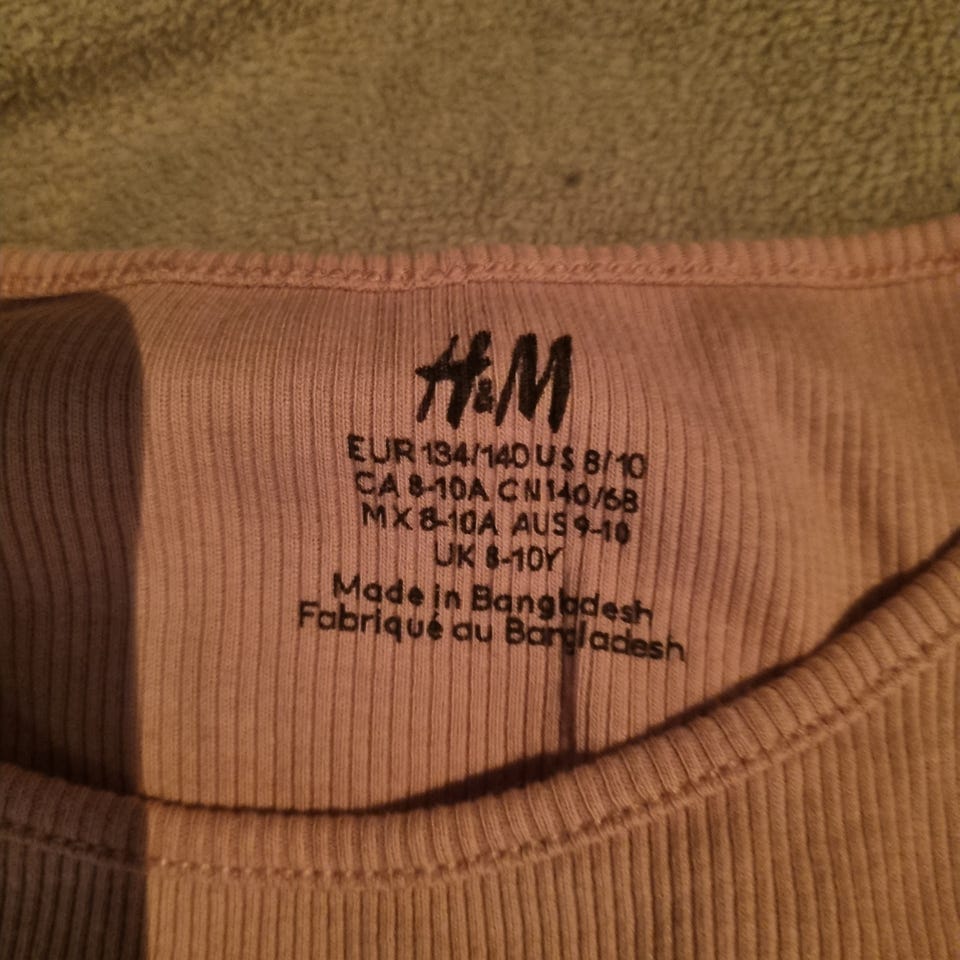 H&M
EUR 134/140 US 8/10
CA 8-10A CN 140/68
MX 8-10A AUS 9-10
UK 8-10Y
Made in Bangladesh
Fabriqué au Bangladesh